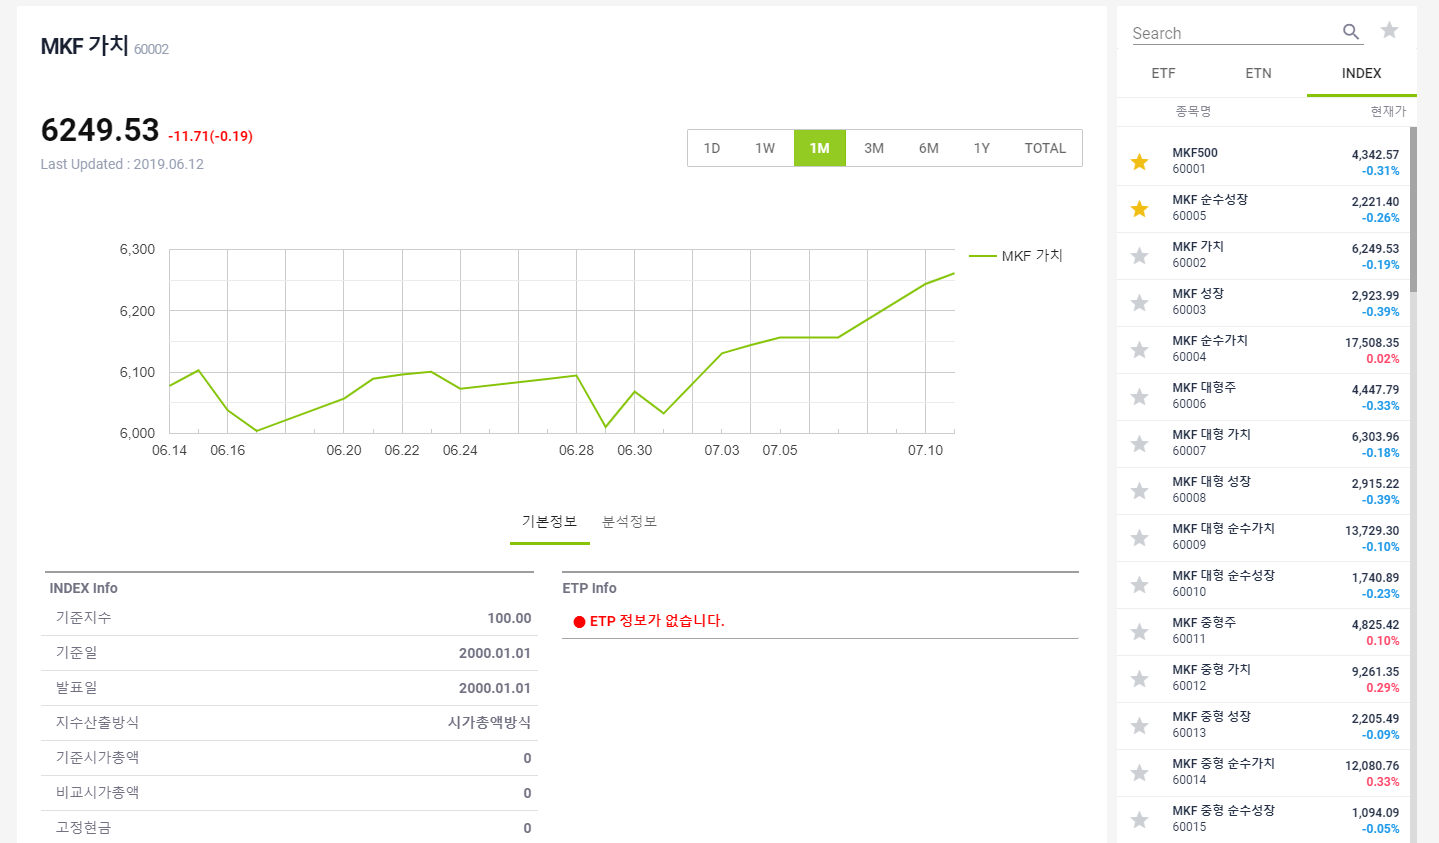 MKF 가치 60002
6249.53 -11.71(-0.19)
Last Updated : 2019.06.12
1D 1W 1M 3M 6M 1Y TOTAL
6,300
6,200
6,100
6,000
06.14 06.16 06.20 06.22 06.24 06.28 06.30 07.03 07.05 07.10
MKF 가치
기본정보 분석정보
INDEX Info
기준지수 100.00
기준일 2000.01.01
발표일 2000.01.01
지수산출방식 시가총액방식
기준시가총액 0
비교시가총액 0
고정현금 0
ETP Info
ETP 정보가 없습니다.
Search
ETF ETN INDEX
종목명 현재가
MKF500 4,342.57
60001 -0.31%
MKF 순수성장 2,221.40
60005 -0.26%
MKF 가치 6,249.53
60002 -0.19%
MKF 성장 2,923.99
60003 -0.39%
MKF 순수가치 17,508.35
60004 0.02%
MKF 대형주 4,447.79
60006 -0.33%
MKF 대형 가치 6,303.96
60007 -0.18%
MKF 대형 성장 2,915.22
60008 -0.39%
MKF 대형 순수가치 13,729.30
60009 -0.10%
MKF 대형 순수성장 1,740.89
60010 -0.23%
MKF 중형주 4,825.42
60011 0.10%
MKF 중형 가치 9,261.35
60012 0.29%
MKF 중형 성장 2,205.49
60013 -0.09%
MKF 중형 순수가치 12,080.76
60014 0.33%
MKF 중형 순수성장 1,094.09
60015 -0.05%